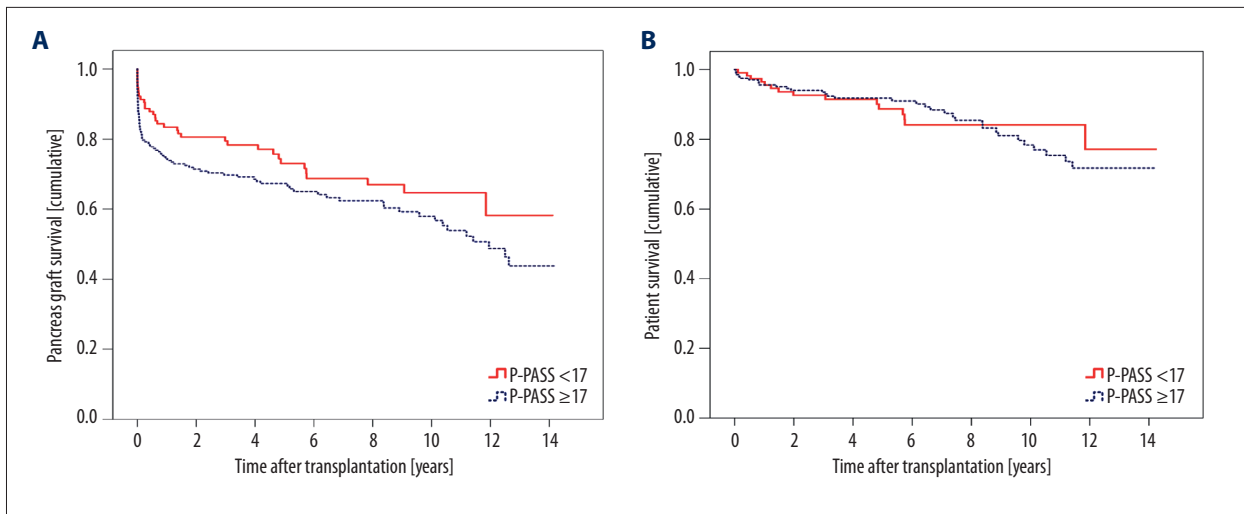 A
Pancreas graft survival [cumulative]
1.0
0.8
0.6
0.4
0.2
0.0
P-PASS <17
P-PASS ≥17
0 2 4 6 8 10 12 14
Time after transplantation [years]
B
Patient survival [cumulative]
1.0
0.8
0.6
0.4
0.2
0.0
P-PASS <17
P-PASS ≥17
0 2 4 6 8 10 12 14
Time after transplantation [years]